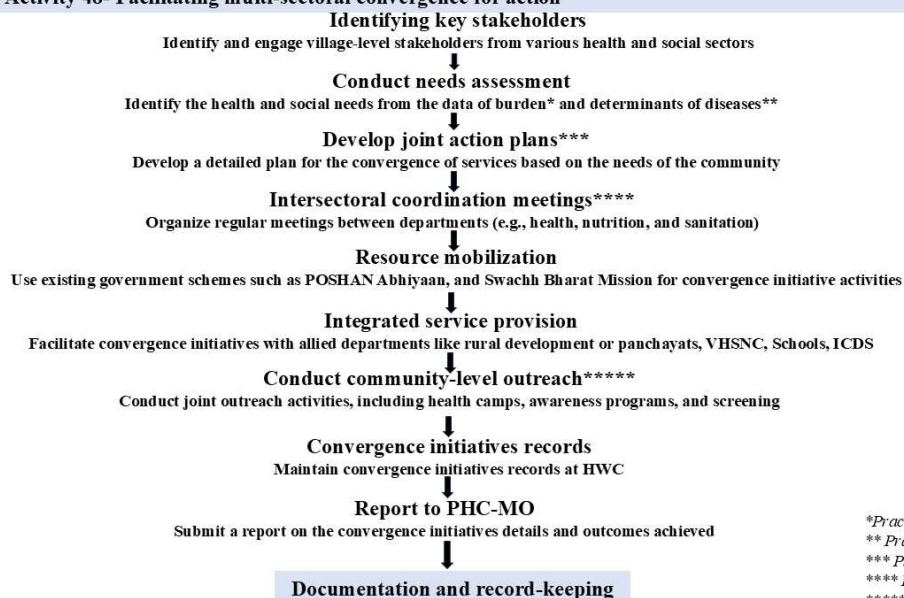 Activity 48- Facilitating multi-sectoral convergence for action
Identifying key stakeholders
Identify and engage village-level stakeholders from various health and social sectors
Conduct needs assessment
Identify the health and social needs from the data of burden* and determinants of diseases**
Develop joint action plans***
Develop a detailed plan for the convergence of services based on the needs of the community
Intersectoral coordination meetings****
Organize regular meetings between departments (e.g., health, nutrition, and sanitation)
Resource mobilization
Use existing government schemes such as POSHAN Abhiyaan, and Swachh Bharat Mission for convergence initiative activities
Integrated service provision
Facilitate convergence initiatives with allied departments like rural development or panchayats, VHSNC, Schools, ICDS
Conduct community-level outreach*****
Conduct joint outreach activities, including health camps, awareness programs, and screening
Convergence initiatives records
Maintain convergence initiatives records at HWC
Report to PHC-MO
Submit a report on the convergence initiatives details and outcomes achieved
*Prac
**
***
****
*****
Documentation and record-keeping